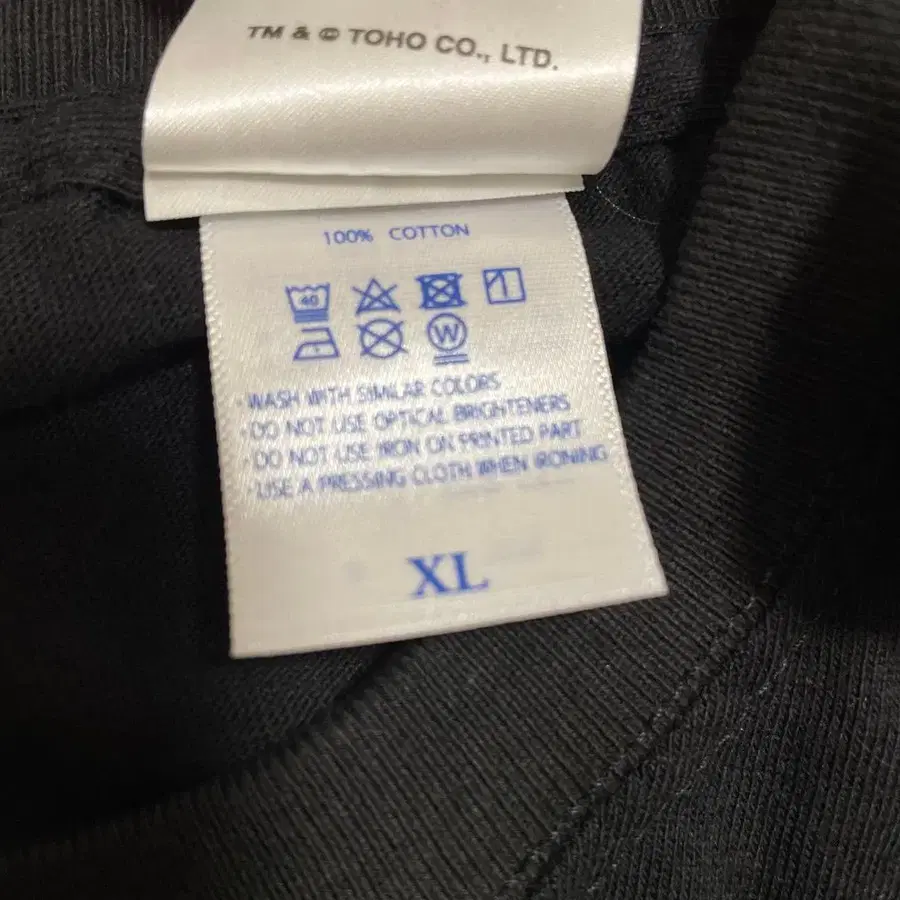 TM & © TOHO CO., LTD.
100% COTTON
40
W
· WASH WITH SIMILAR COLORS
· DO NOT USE OPTICAL BRIGHTENERS
· DO NOT USE IRON ON PRINTED PART
· USE A PRESSING CLOTH WHEN IRONING
XL